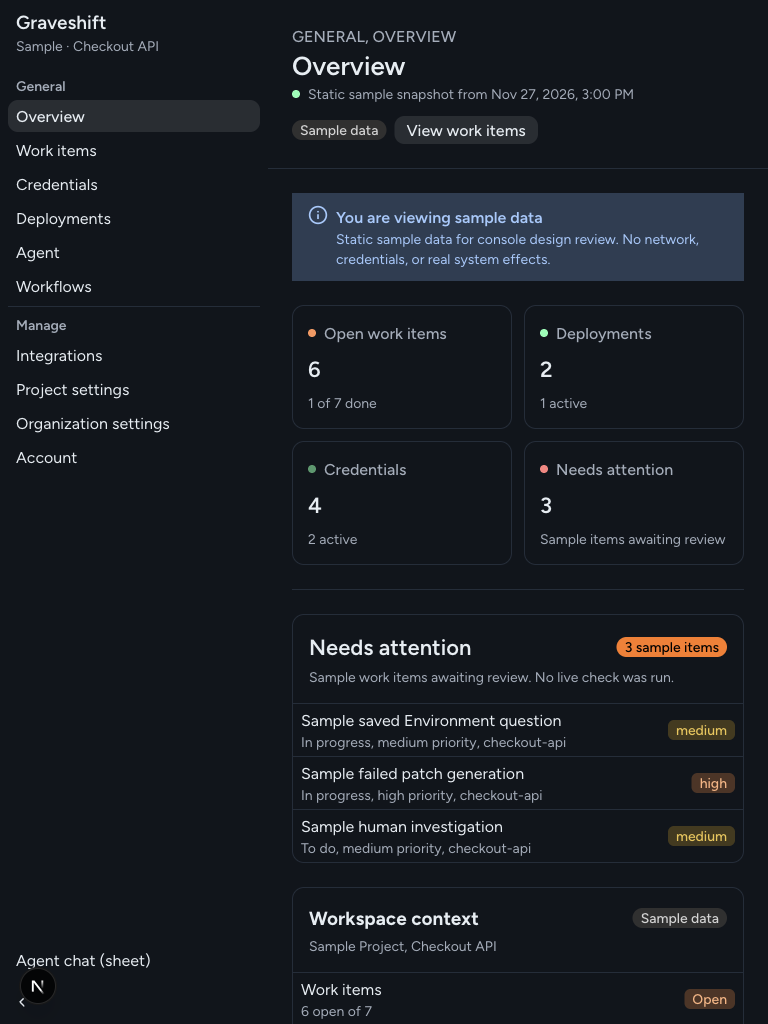 Graveshift
Sample · Checkout API
General
Overview
Work items
Credentials
Deployments
Agent
Workflows
Manage
Integrations
Project settings
Organization settings
Account
Agent chat (sheet)
N
GENERAL, OVERVIEW
Overview
Static sample snapshot from Nov 27, 2026, 3:00 PM
Sample data
View work items
You are viewing sample data
Static sample data for console design review. No network,
credentials, or real system effects.
Open work items
6
1 of 7 done
Deployments
2
1 active
Credentials
4
2 active
Needs attention
3
Sample items awaiting review
Needs attention
3 sample items
Sample work items awaiting review. No live check was run.
Sample saved Environment question
In progress, medium priority, checkout-api
medium
Sample failed patch generation
In progress, high priority, checkout-api
high
Sample human investigation
To do, medium priority, checkout-api
medium
Workspace context
Sample data
Sample Project, Checkout API
Work items
6 open of 7
Open